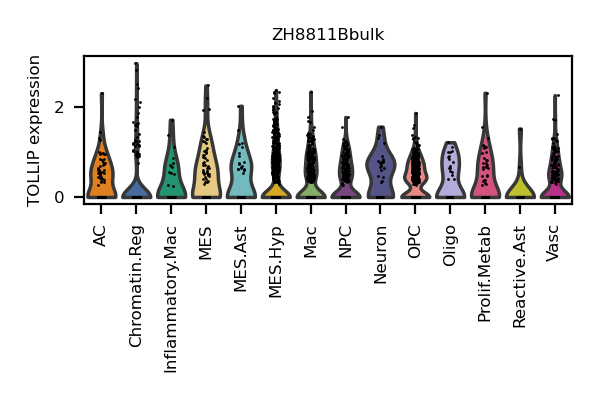 ZH8811Bbulk
TOLLIP expression
2
0
AC
Chromatin.Reg
Inflammatory.Mac
MES
MES.Ast
MES.Hyp
Mac
NPC
Neuron
OPC
Oligo
Prolif.Metab
Reactive.Ast
Vasc